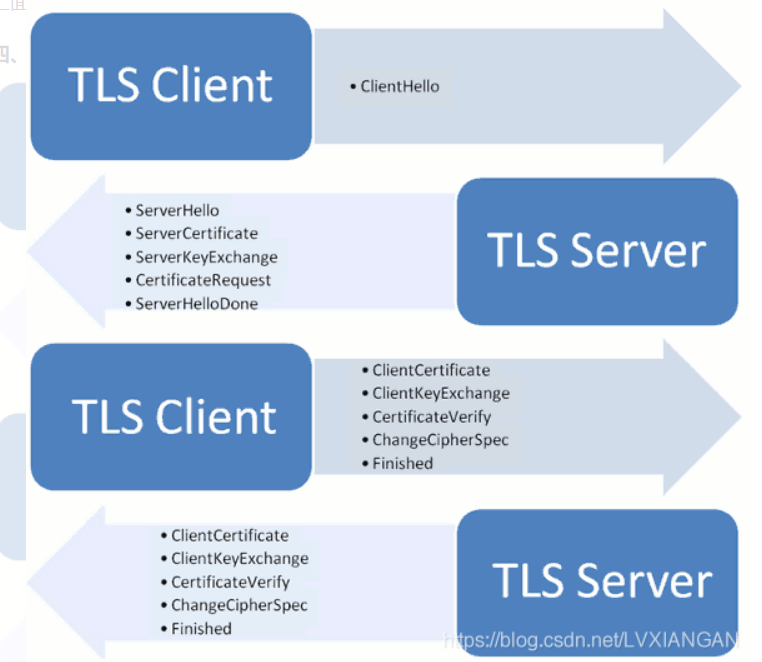 四、
TLS Client
• ClientHello
• ServerHello
• ServerCertificate
• ServerKeyExchange
• CertificateRequest
• ServerHelloDone
TLS Server
TLS Client
• ClientCertificate
• ClientKeyExchange
• CertificateVerify
• ChangeCipherSpec
• Finished
• ClientCertificate
• ClientKeyExchange
• CertificateVerify
• ChangeCipherSpec
• Finished
TLS Server
https://blog.csdn.net/LVXIANGAN